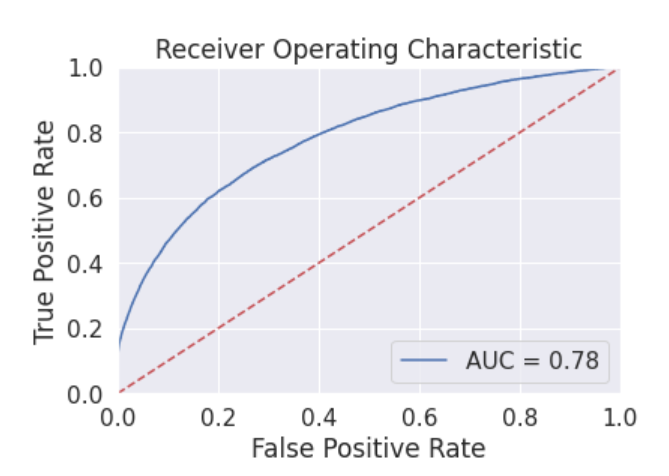 Receiver Operating Characteristic
1.0
0.8
0.6
0.4
0.2
0.0
True Positive Rate
AUC = 0.78
0.0 0.2 0.4 0.6 0.8 1.0
False Positive Rate